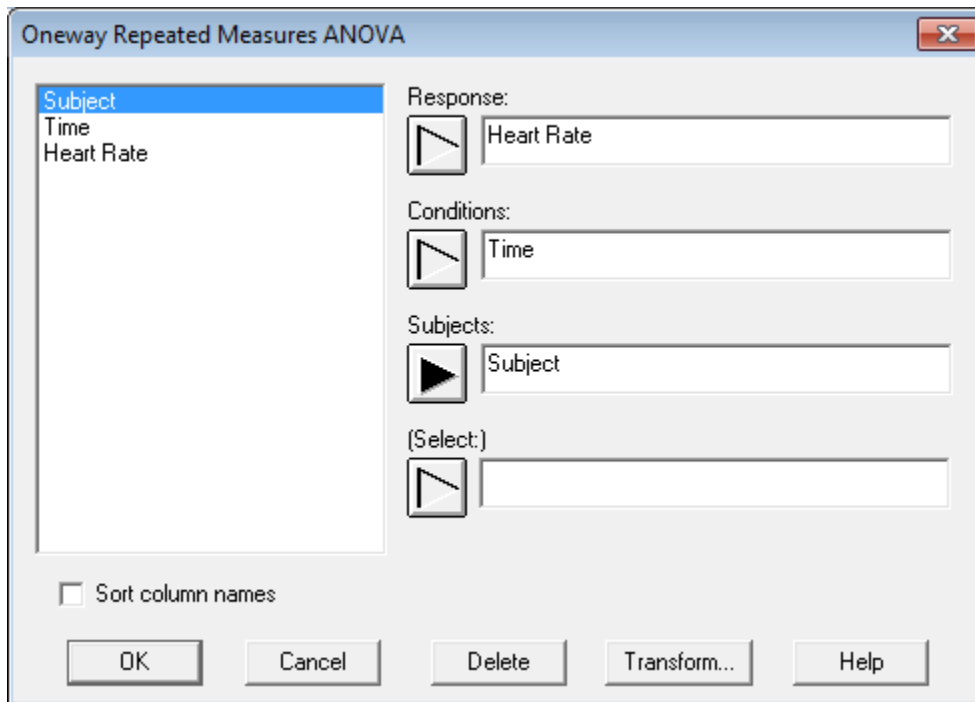 Oneway Repeated Measures ANOVA
Subject
Time
Heart Rate
Response:
Heart Rate
Conditions:
Time
Subjects:
Subject
(Select:)
Sort column names
OK Cancel Delete Transform... Help